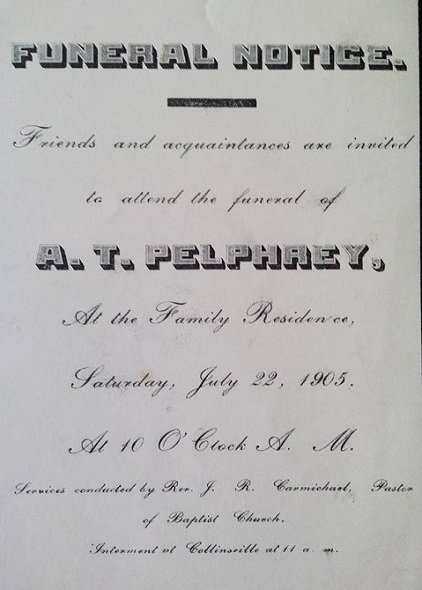 FUNERAL NOTICE.
Friends and acquaintances are invited
to attend the funeral of
A. T. PELPHREY,
At the Family Residence,
Saturday, July 22, 1905.
At 10 O'Clock A. M.
Services conducted by Rev. J. R. Carmichael, Pastor
of Baptist Church.
Interment at Collinsville at 11 a. m.